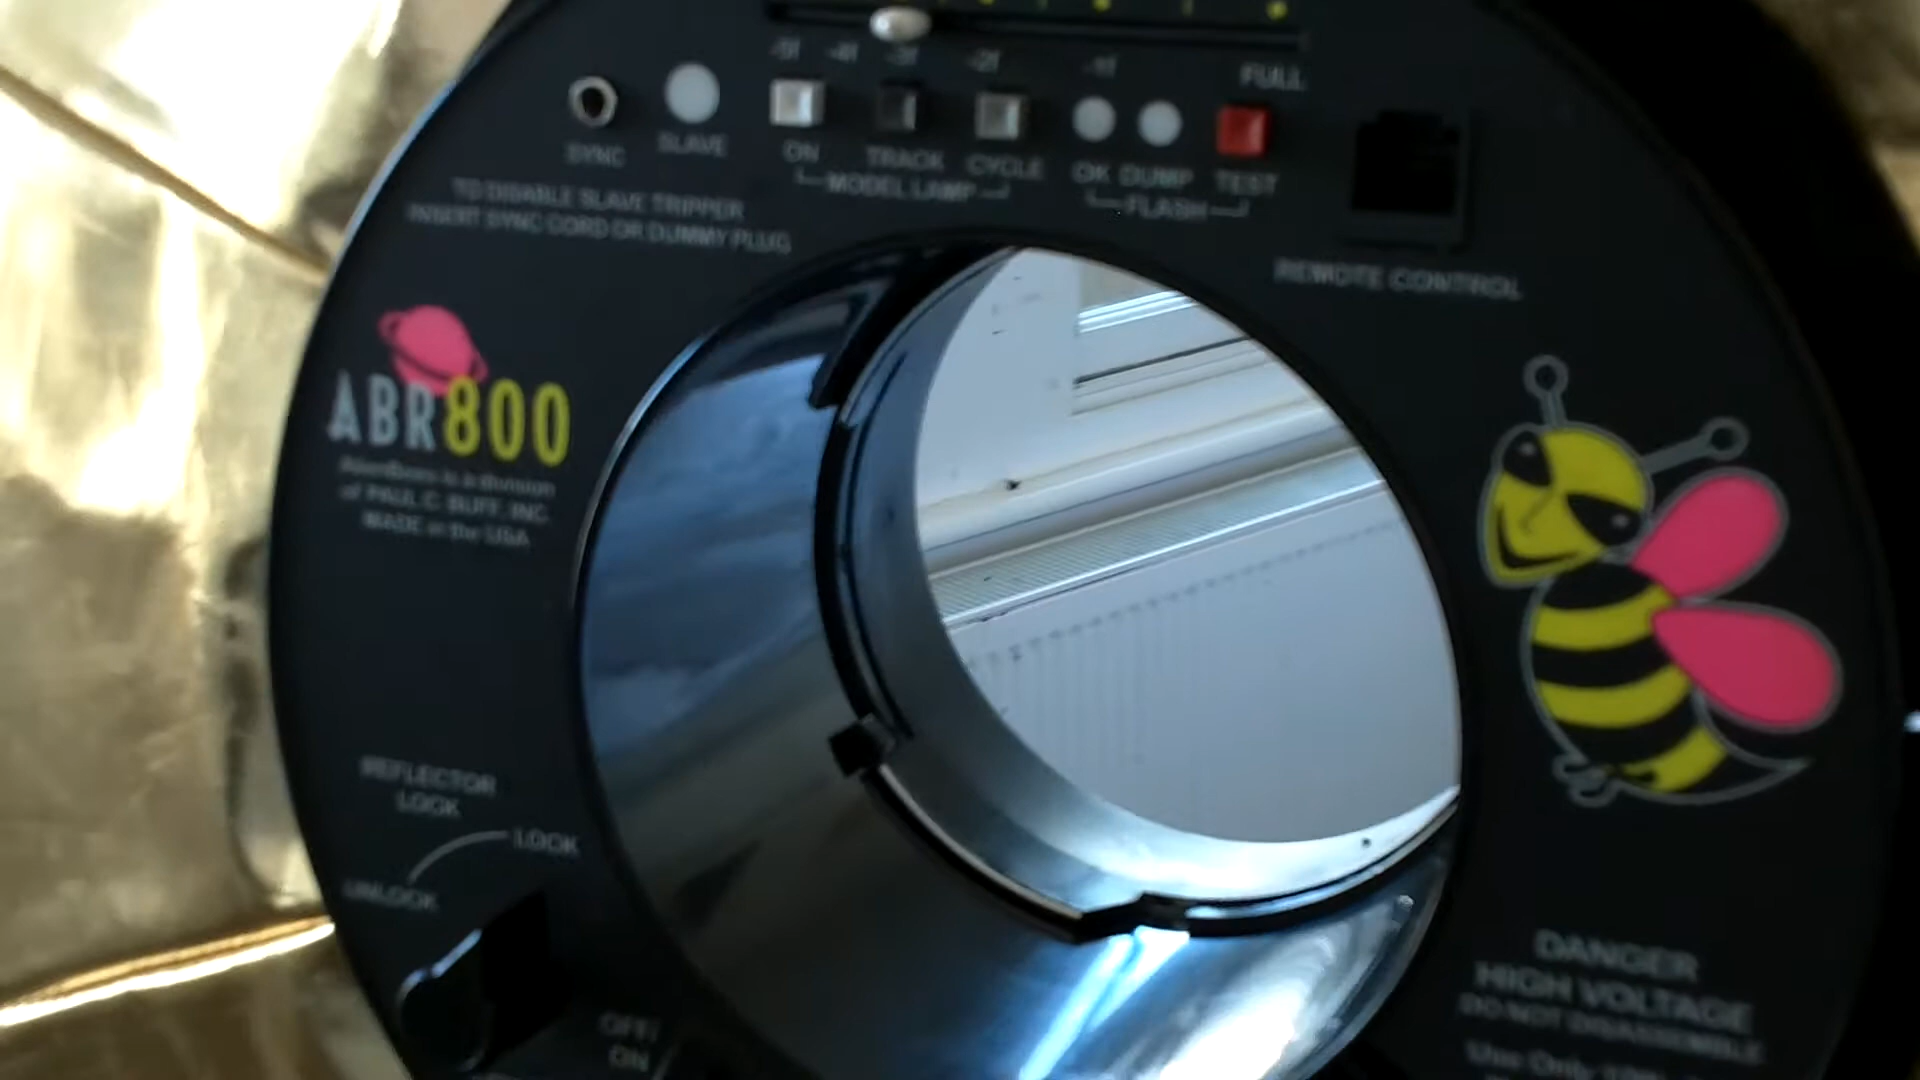 -5f -4f -3f -2f -1f FULL
SYNC SLAVE ON TRACK CYCLE OK DUMP TEST
MODEL LAMP FLASH
TO DISABLE SLAVE TRIPPER
INSERT SYNC CORD OR DUMMY PLUG
REMOTE CONTROL
ABR800
AlienBees is a division
of PAUL C. BUFF, INC.
MADE in the USA
REFLECTOR
LOCK
LOCK
UNLOCK
OFF/
ON
DANGER
HIGH VOLTAGE
DO NOT DISASSEMBLE
Use Only